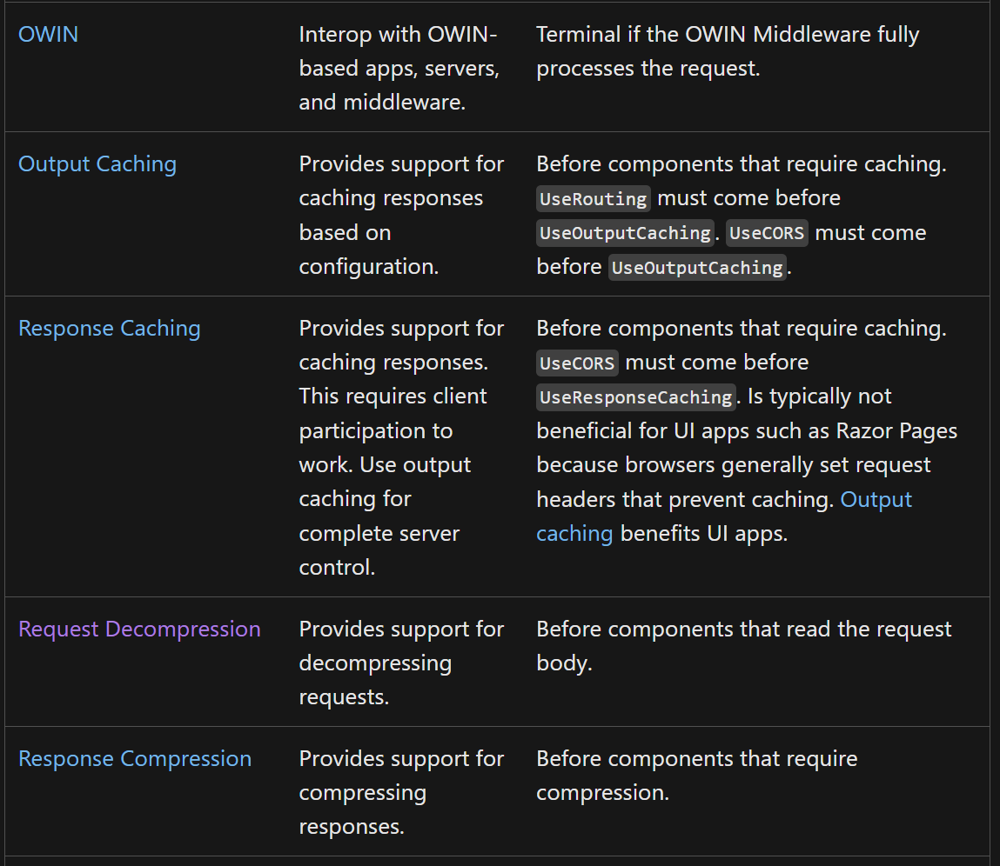 OWIN
Interop with OWIN-
based apps, servers,
and middleware.
Terminal if the OWIN Middleware fully
processes the request.
Output Caching
Provides support for
caching responses
based on
configuration.
Before components that require caching.
UseRouting must come before
UseOutputCaching. UseCORS must come
before UseOutputCaching.
Response Caching
Provides support for
caching responses.
This requires client
participation to
work. Use output
caching for
complete server
control.
Before components that require caching.
UseCORS must come before
UseResponseCaching. Is typically not
beneficial for UI apps such as Razor Pages
because browsers generally set request
headers that prevent caching. Output
caching benefits UI apps.
Request Decompression
Provides support for
decompressing
requests.
Before components that read the request
body.
Response Compression
Provides support for
compressing
responses.
Before components that require
compression.